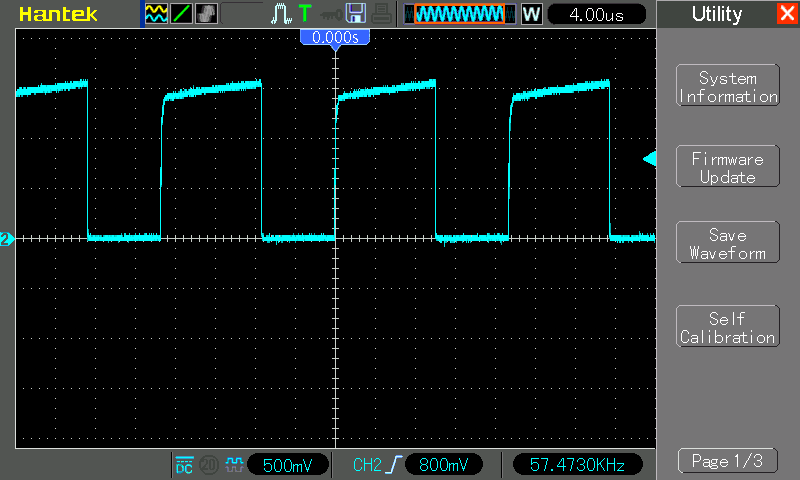 Hantek
T
W
4.00us
Utility
0.000s
System
Information
Firmware
Update
2
Save
Waveform
Self
Calibration
DC
20
500mV
CH2
800mV
57.4730KHz
Page 1/3